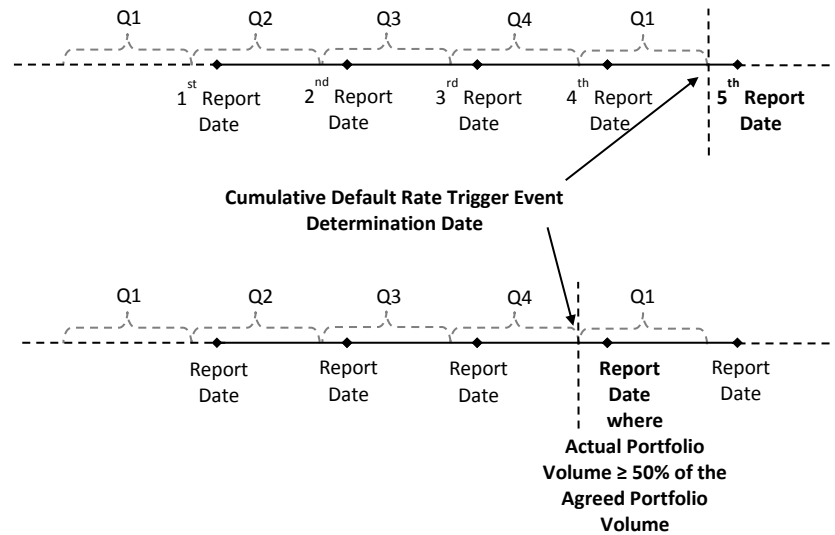 Q1 Q2 Q3 Q4 Q1
1st Report Date
2nd Report Date
3rd Report Date
4th Report Date
5th Report Date
Cumulative Default Rate Trigger Event
Determination Date
Q1 Q2 Q3 Q4 Q1
Report Date
Report Date
Report Date
Report
Date
where
Actual Portfolio
Volume ≥ 50% of the
Agreed Portfolio
Volume
Report Date